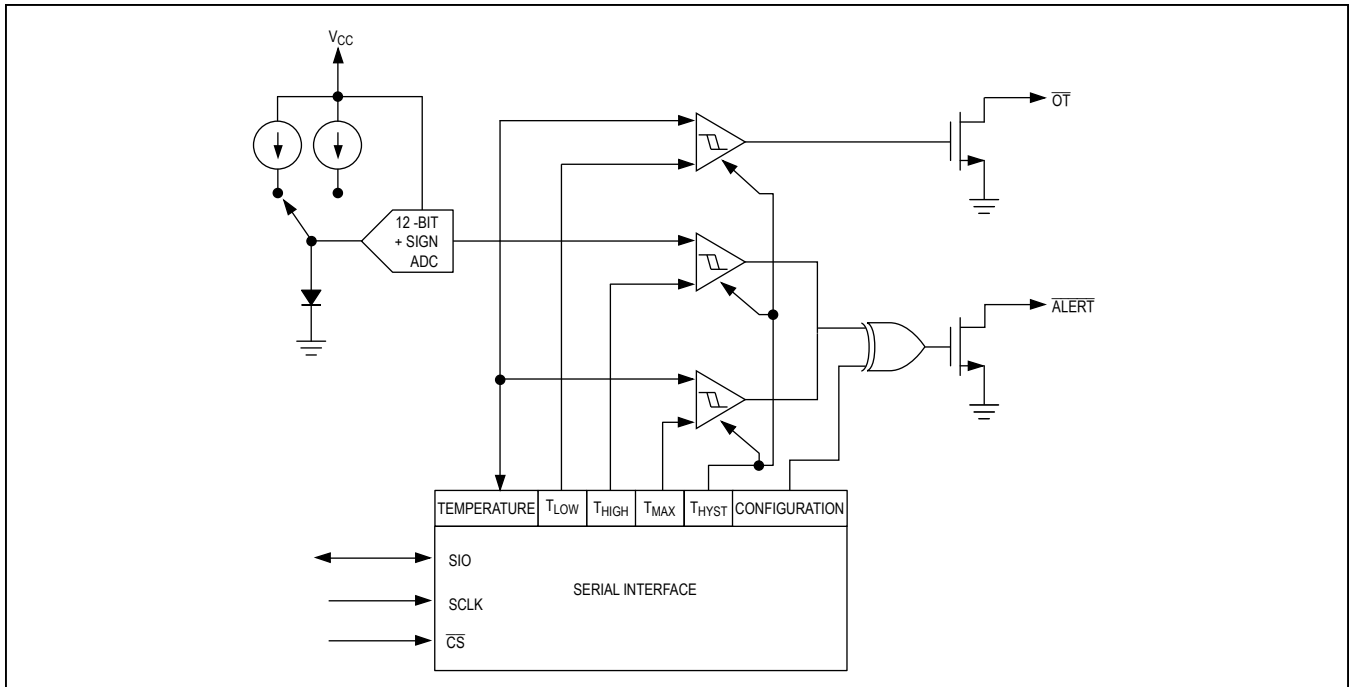 VCC
OT
12 -BIT
+ SIGN
ADC
ALERT
TEMPERATURE TLOW THIGH TMAX THYST CONFIGURATION
SIO
SERIAL INTERFACE
SCLK
CS